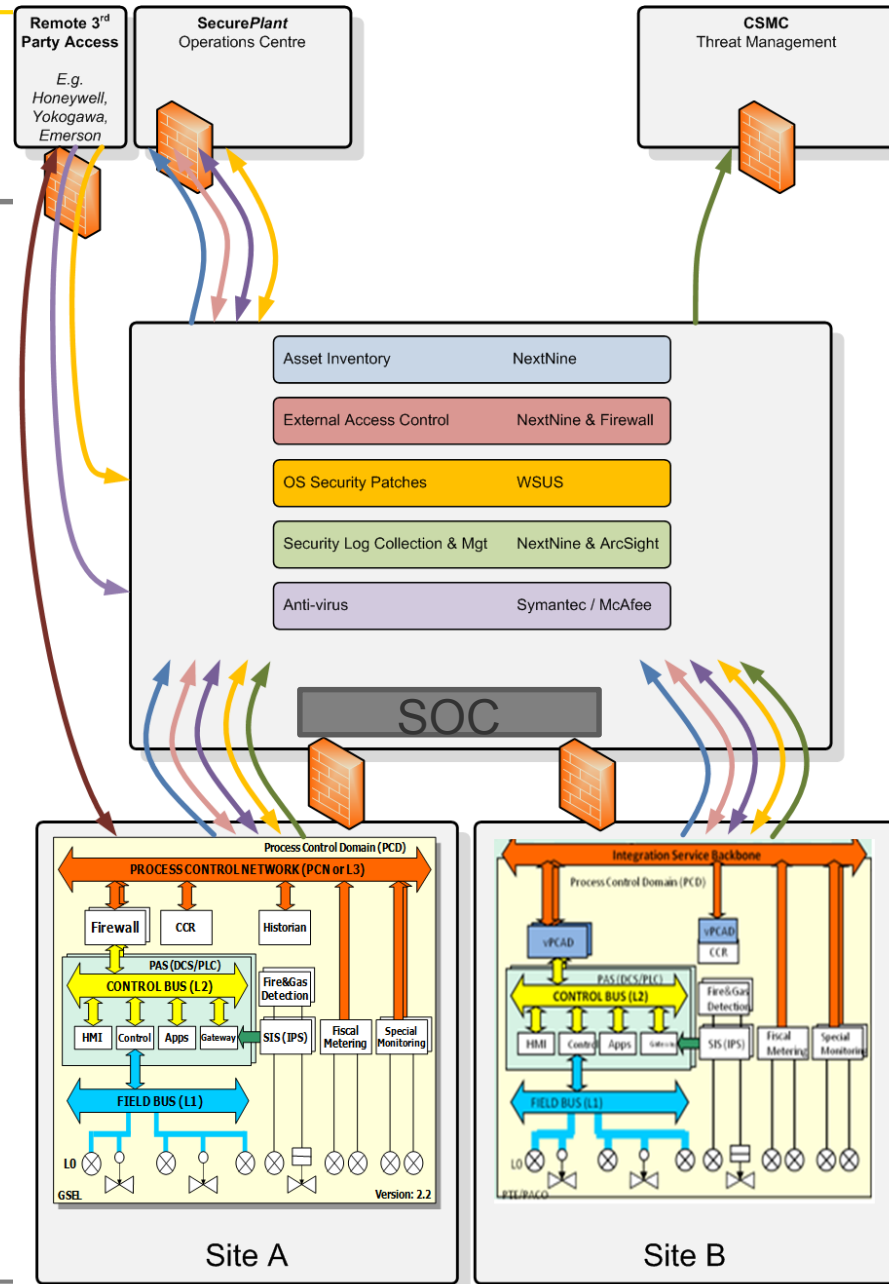 Remote 3rd
Party Access
E.g.
Honeywell,
Yokogawa,
Emerson
SecurePlant
Operations Centre
CSMC
Threat Management
Asset Inventory NextNine
External Access Control NextNine & Firewall
OS Security Patches WSUS
Security Log Collection & Mgt NextNine & ArcSight
Anti-virus Symantec / McAfee
SOC
Process Control Domain (PCD)
PROCESS CONTROL NETWORK (PCN or L3)
Firewall
CCR
Historian
PAS (DCS/PLC)
CONTROL BUS (L2)
Fire&Gas
Detection
HMI
Control
Apps
Gateway
SIS (IPS)
Fiscal
Metering
Special
Monitoring
FIELD BUS (L1)
L0
GSEL
Version: 2.2
Site A
Integration Service Backbone
Process Control Domain (PCD)
vPCAD
vPCAD
CCR
PAS (DCS/PLC)
CONTROL BUS (L2)
Fire&Gas
Detection
HMI
Control
Apps
Gateway
SIS (IPS)
Fiscal
Metering
Special
Monitoring
FIELD BUS (L1)
L0
PTE/PACO
Site B